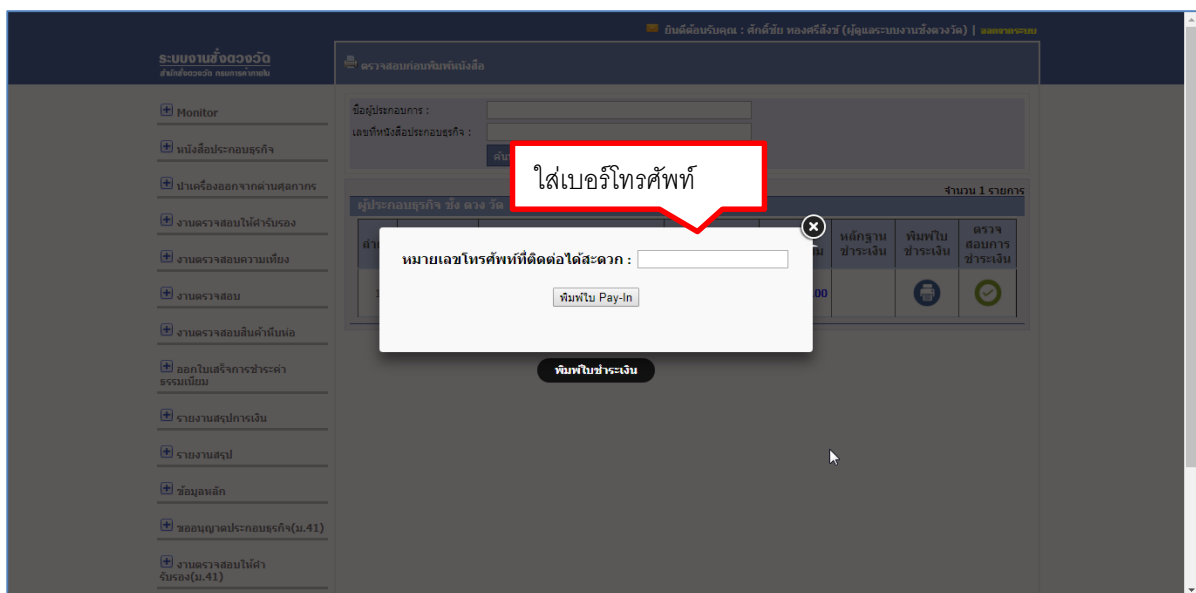 ยินดีต้อนรับคุณ : ศักดิ์ชัย ทองศรีสังข์ (ผู้ดูแลระบบงานชั่งตวงวัด) | ออกจากระบบ
ระบบงานชั่งตวงวัด
สำนักชั่งตวงวัด กรมการค้าภายใน
ตรวจสอบก่อนพิมพ์หนังสือ
Monitor
หนังสือประกอบธุรกิจ
นำเครื่องออกจากด่านศุลกากร
งานตรวจสอบให้คำรับรอง
งานตรวจสอบความเที่ยง
งานตรวจสอบ
งานตรวจสอบสินค้าหีบห่อ
ออกใบเสร็จการชำระค่า
ธรรมเนียม
รายงานสรุปการเงิน
รายงานสรุป
ข้อมูลหลัก
ขออนุญาตประกอบธุรกิจ(ม.41)
งานตรวจสอบให้คำ
รับรอง(ม.41)
ชื่อผู้ประกอบการ :
เลขที่หนังสือประกอบธุรกิจ :
ใส่เบอร์โทรศัพท์
จำนวน 1 รายการ
ผู้ประกอบธุรกิจ ชั่ง ตวง วัด
หลักฐาน
ชำระเงิน
พิมพ์ใบ
ชำระเงิน
ตรวจ
สอบการ
ชำระเงิน
.00
หมายเลขโทรศัพท์ที่ติดต่อได้สะดวก :
พิมพ์ใบ Pay-In
พิมพ์ใบชำระเงิน